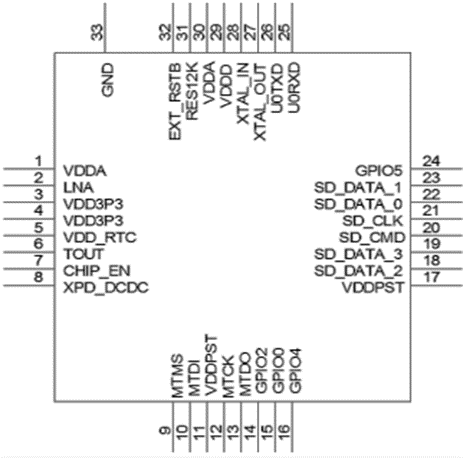 33
32
31
30
29
28
27
26
25
GND
EXT_RSTB
RES12K
VDDA
VDDD
XTAL_IN
XTAL_OUT
U0TXD
U0RXD
1 VDDA
2 LNA
3 VDD3P3
4 VDD3P3
5 VDD_RTC
6 TOUT
7 CHIP_EN
8 XPD_DCDC
GPIO5 24
SD_DATA_1 23
SD_DATA_0 22
SD_CLK 21
SD_CMD 20
SD_DATA_3 19
SD_DATA_2 18
VDDPST 17
MTMS
MTDI
VDDPST
MTCK
MTDO
GPIO2
GPIO0
GPIO4
9
10
11
12
13
14
15
16